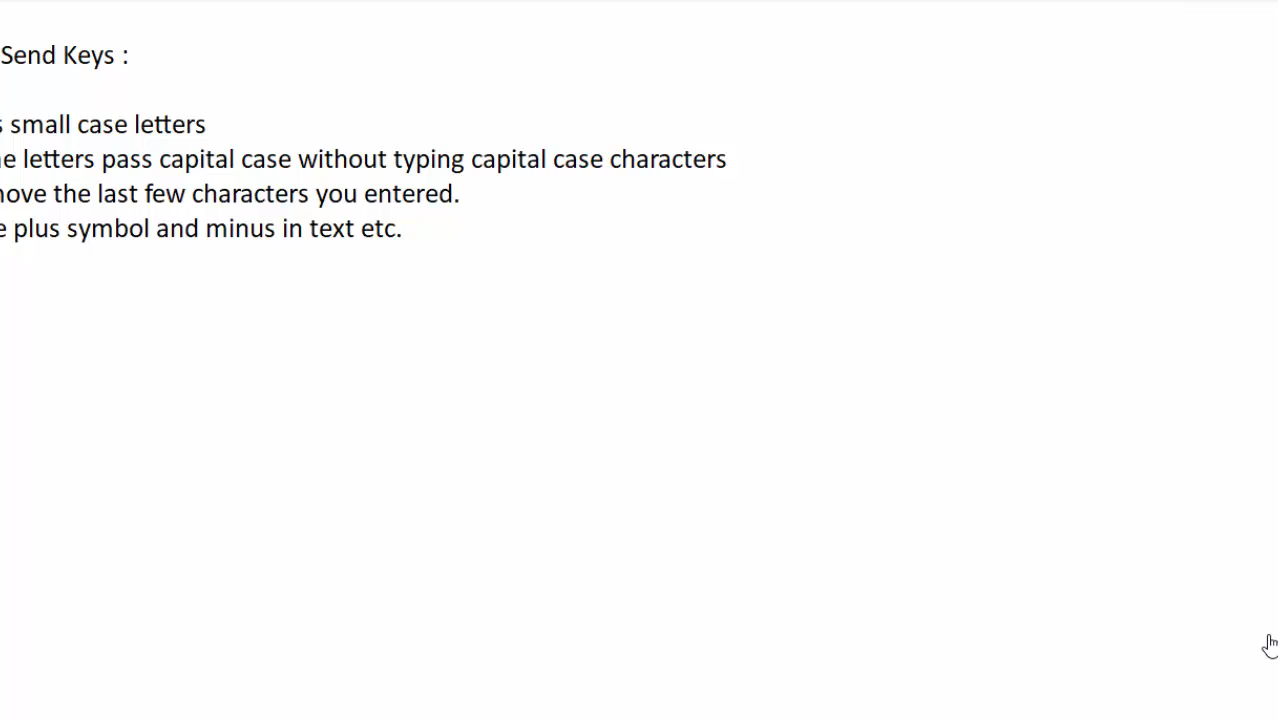 Send Keys :
small case letters
letters pass capital case without typing capital case characters
the last few characters you entered.
plus symbol and minus in text etc.